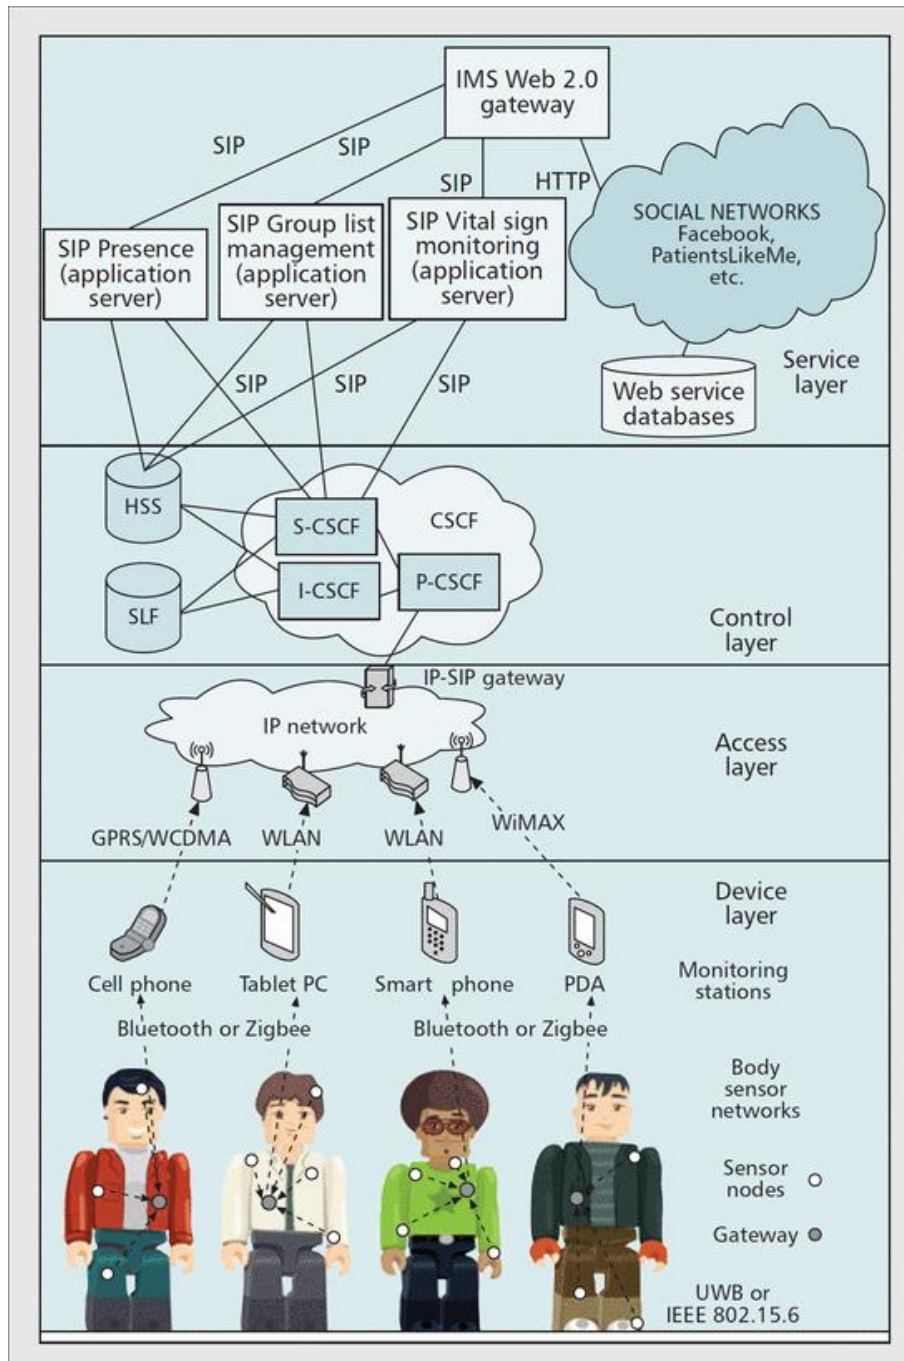 IMS Web 2.0
gateway
SIP
SIP
SIP
HTTP
SIP Presence
(application
server)
SIP Group list
management
(application
server)
SIP Vital sign
monitoring
(application
server)
SOCIAL NETWORKS
Facebook,
PatientsLikeMe,
etc.
SIP
SIP
SIP
Web service
databases
Service
layer
HSS
S-CSCF
CSCF
I-CSCF
P-CSCF
SLF
Control
layer
IP-SIP gateway
IP network
Access
layer
GPRS/WCDMA
WLAN
WLAN
WiMAX
Device
layer
Cell phone
Tablet PC
Smart phone
PDA
Monitoring
stations
Bluetooth or Zigbee
Bluetooth or Zigbee
Body
sensor
networks
Sensor
nodes
Gateway
UWB or
IEEE 802.15.6